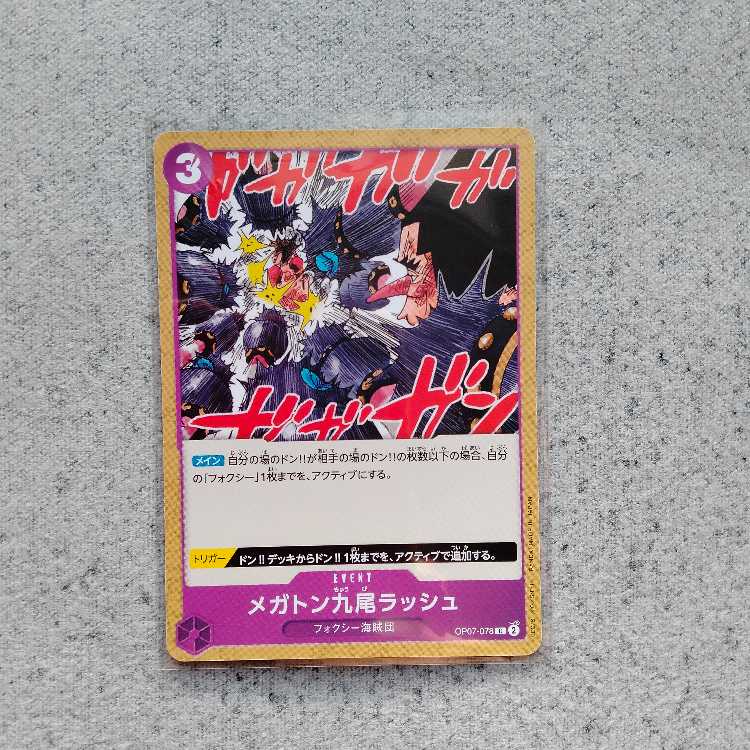 3
ガガガガ
ガガガガン
メイン 自分の場のドン!!が相手の場のドン!!の枚数以下の場合、自分
の「フォクシー」1枚までを、アクティブにする。
トリガー ドン!!デッキからドン!!1枚までを、アクティブで追加する。
EVENT
メガトン九尾ラッシュ
フォクシー海賊団
OP07-078 C 2